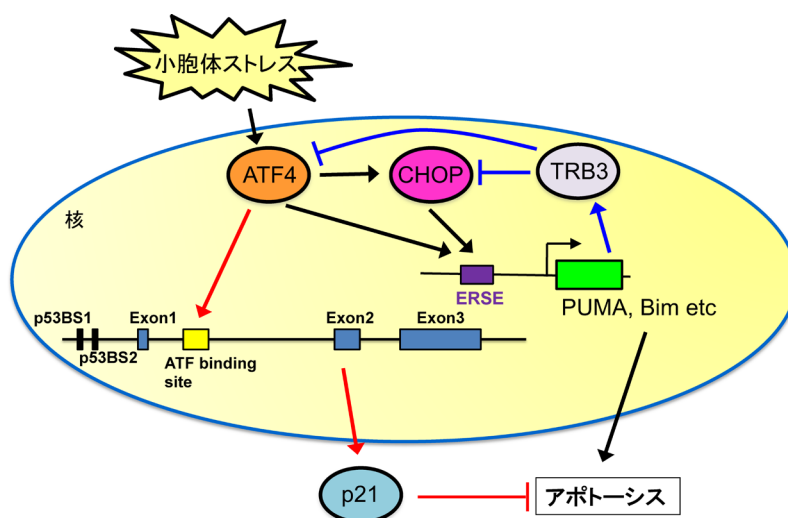 小胞体ストレス
ATF4
CHOP
TRB3
核
ERSE
PUMA, Bim etc
p53BS1
p53BS2
Exon1
ATF binding
site
Exon2
Exon3
p21
アポトーシス